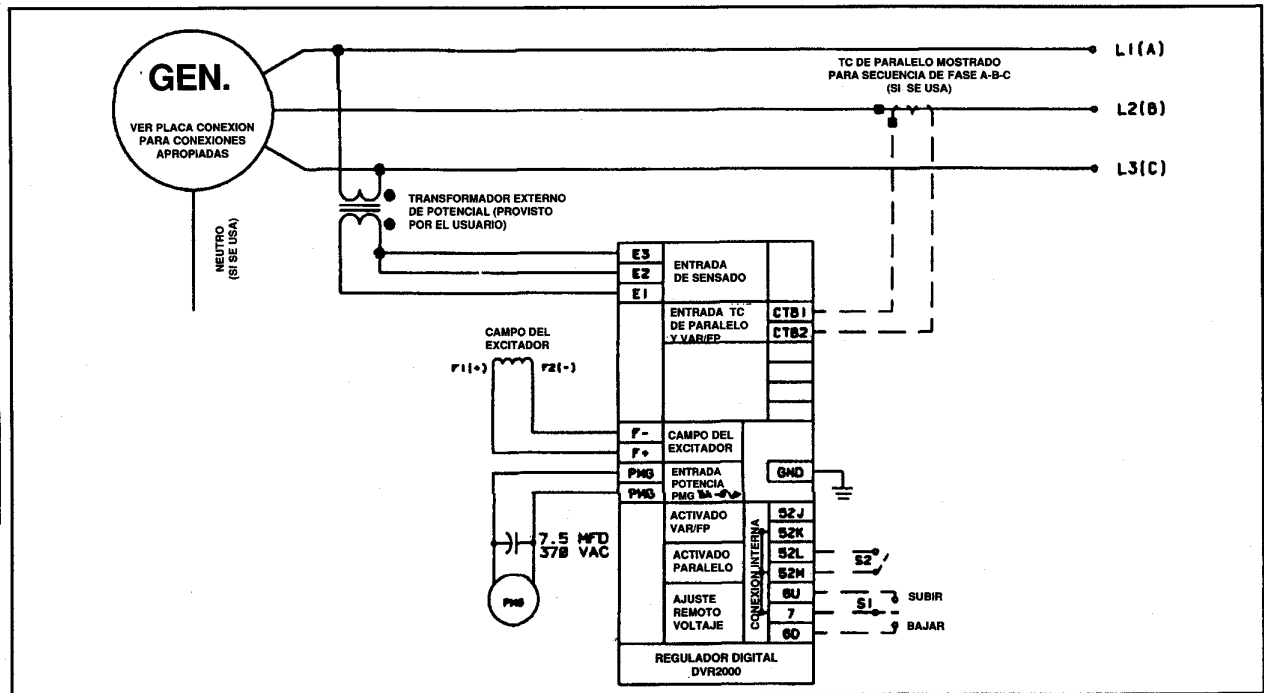 GEN.
VER PLACA CONEXION
PARA CONEXIONES
APROPIADAS
NEUTRO
(SI SE USA)
L1(A)
TC DE PARALELO MOSTRADO
PARA SECUENCIA DE FASE A-B-C
(SI SE USA)
L2(B)
L3(C)
TRANSFORMADOR EXTERNO
DE POTENCIAL (PROVISTO
POR EL USUARIO)
E3
E2
E1
ENTRADA
DE SENSADO
ENTRADA TC
DE PARALELO
Y VAR/FP
CTB1
CTB2
CAMPO DEL
EXCITADOR
F1(+)
F2(-)
F-
F+
CAMPO DEL
EXCITADOR
PMG
PMG
ENTRADA
POTENCIA
PMG
GND
7.5 MFD
370 VAC
PMG
ACTIVADO
VAR/FP
ACTIVADO
PARALELO
AJUSTE
REMOTO
VOLTAJE
CONEXION INTERNA
52J
52K
52L
52M
6U
7
6D
S2
S1
SUBIR
BAJAR
REGULADOR DIGITAL
DVR2000